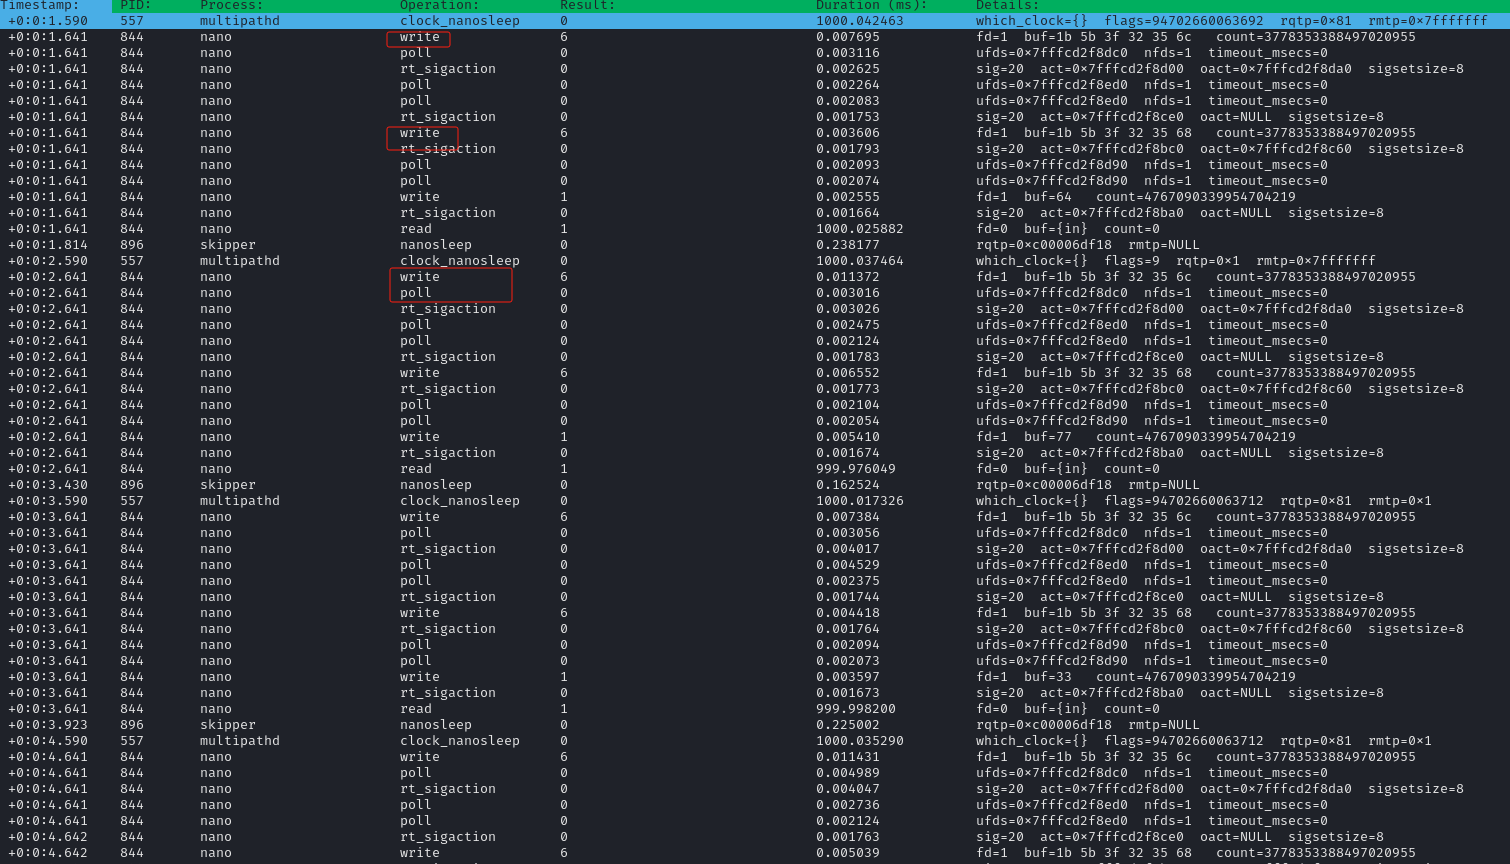 Timestamp: PID: Process: Operation: Result: Duration (ms): Details:
+0:0:1.590 557 multipathd clock_nanosleep 0 1000.042463 which_clock={} flags=94702660063692 rqtp=0×81 rmtp=0×7fffffff
+0:0:1.641 844 nano write 6 0.007695 fd=1 buf=1b 5b 3f 32 35 6c count=3778353388497020955
+0:0:1.641 844 nano poll 0 0.003116 ufds=0×7fffcd2f8dc0 nfds=1 timeout_msecs=0
+0:0:1.641 844 nano rt_sigaction 0 0.002625 sig=20 act=0×7fffcd2f8d00 oact=0×7fffcd2f8da0 sigsetsize=8
+0:0:1.641 844 nano poll 0 0.002264 ufds=0×7fffcd2f8ed0 nfds=1 timeout_msecs=0
+0:0:1.641 844 nano poll 0 0.002083 ufds=0×7fffcd2f8ed0 nfds=1 timeout_msecs=0
+0:0:1.641 844 nano rt_sigaction 0 0.001753 sig=20 act=0×7fffcd2f8ce0 oact=NULL sigsetsize=8
+0:0:1.641 844 nano write 6 0.003606 fd=1 buf=1b 5b 3f 32 35 68 count=3778353388497020955
+0:0:1.641 844 nano rt_sigaction 0 0.001793 sig=20 act=0×7fffcd2f8bc0 oact=0×7fffcd2f8c60 sigsetsize=8
+0:0:1.641 844 nano poll 0 0.002093 ufds=0×7fffcd2f8d90 nfds=1 timeout_msecs=0
+0:0:1.641 844 nano poll 0 0.002074 ufds=0×7fffcd2f8d90 nfds=1 timeout_msecs=0
+0:0:1.641 844 nano write 1 0.002555 fd=1 buf=64 count=4767090339954704219
+0:0:1.641 844 nano rt_sigaction 0 0.001664 sig=20 act=0×7fffcd2f8ba0 oact=NULL sigsetsize=8
+0:0:1.641 844 nano read 1 1000.025882 fd=0 buf={in} count=0
+0:0:1.814 896 skipper nanosleep 0 0.238177 rqtp=0×c00006df18 rmtp=NULL
+0:0:2.590 557 multipathd clock_nanosleep 0 1000.037464 which_clock={} flags=9 rqtp=0×1 rmtp=0×7fffffff
+0:0:2.641 844 nano write 6 0.011372 fd=1 buf=1b 5b 3f 32 35 6c count=3778353388497020955
+0:0:2.641 844 nano poll 0 0.003016 ufds=0×7fffcd2f8dc0 nfds=1 timeout_msecs=0
+0:0:2.641 844 nano rt_sigaction 0 0.003026 sig=20 act=0×7fffcd2f8d00 oact=0×7fffcd2f8da0 sigsetsize=8
+0:0:2.641 844 nano poll 0 0.002475 ufds=0×7fffcd2f8ed0 nfds=1 timeout_msecs=0
+0:0:2.641 844 nano poll 0 0.002124 ufds=0×7fffcd2f8ed0 nfds=1 timeout_msecs=0
+0:0:2.641 844 nano rt_sigaction 0 0.001783 sig=20 act=0×7fffcd2f8ce0 oact=NULL sigsetsize=8
+0:0:2.641 844 nano write 6 0.006552 fd=1 buf=1b 5b 3f 32 35 68 count=3778353388497020955
+0:0:2.641 844 nano rt_sigaction 0 0.001773 sig=20 act=0×7fffcd2f8bc0 oact=0×7fffcd2f8c60 sigsetsize=8
+0:0:2.641 844 nano poll 0 0.002104 ufds=0×7fffcd2f8d90 nfds=1 timeout_msecs=0
+0:0:2.641 844 nano poll 0 0.002054 ufds=0×7fffcd2f8d90 nfds=1 timeout_msecs=0
+0:0:2.641 844 nano write 1 0.005410 fd=1 buf=77 count=4767090339954704219
+0:0:2.641 844 nano rt_sigaction 0 0.001674 sig=20 act=0×7fffcd2f8ba0 oact=NULL sigsetsize=8
+0:0:2.641 844 nano read 1 999.976049 fd=0 buf={in} count=0
+0:0:3.430 896 skipper nanosleep 0 0.162524 rqtp=0×c00006df18 rmtp=NULL
+0:0:3.590 557 multipathd clock_nanosleep 0 1000.017326 which_clock={} flags=94702660063712 rqtp=0×81 rmtp=0×1
+0:0:3.641 844 nano write 6 0.007384 fd=1 buf=1b 5b 3f 32 35 6c count=3778353388497020955
+0:0:3.641 844 nano poll 0 0.003056 ufds=0×7fffcd2f8dc0 nfds=1 timeout_msecs=0
+0:0:3.641 844 nano rt_sigaction 0 0.004017 sig=20 act=0×7fffcd2f8d00 oact=0×7fffcd2f8da0 sigsetsize=8
+0:0:3.641 844 nano poll 0 0.004529 ufds=0×7fffcd2f8ed0 nfds=1 timeout_msecs=0
+0:0:3.641 844 nano poll 0 0.002375 ufds=0×7fffcd2f8ed0 nfds=1 timeout_msecs=0
+0:0:3.641 844 nano rt_sigaction 0 0.001744 sig=20 act=0×7fffcd2f8ce0 oact=NULL sigsetsize=8
+0:0:3.641 844 nano write 6 0.004418 fd=1 buf=1b 5b 3f 32 35 68 count=3778353388497020955
+0:0:3.641 844 nano rt_sigaction 0 0.001764 sig=20 act=0×7fffcd2f8bc0 oact=0×7fffcd2f8c60 sigsetsize=8
+0:0:3.641 844 nano poll 0 0.002094 ufds=0×7fffcd2f8d90 nfds=1 timeout_msecs=0
+0:0:3.641 844 nano poll 0 0.002073 ufds=0×7fffcd2f8d90 nfds=1 timeout_msecs=0
+0:0:3.641 844 nano write 1 0.003597 fd=1 buf=33 count=4767090339954704219
+0:0:3.641 844 nano rt_sigaction 0 0.001673 sig=20 act=0×7fffcd2f8ba0 oact=NULL sigsetsize=8
+0:0:3.641 844 nano read 1 999.998200 fd=0 buf={in} count=0
+0:0:3.923 896 skipper nanosleep 0 0.225002 rqtp=0×c00006df18 rmtp=NULL
+0:0:4.590 557 multipathd clock_nanosleep 0 1000.035290 which_clock={} flags=94702660063712 rqtp=0×81 rmtp=0×1
+0:0:4.641 844 nano write 6 0.011431 fd=1 buf=1b 5b 3f 32 35 6c count=3778353388497020955
+0:0:4.641 844 nano poll 0 0.004989 ufds=0×7fffcd2f8dc0 nfds=1 timeout_msecs=0
+0:0:4.641 844 nano rt_sigaction 0 0.004047 sig=20 act=0×7fffcd2f8d00 oact=0×7fffcd2f8da0 sigsetsize=8
+0:0:4.641 844 nano poll 0 0.002736 ufds=0×7fffcd2f8ed0 nfds=1 timeout_msecs=0
+0:0:4.641 844 nano poll 0 0.002124 ufds=0×7fffcd2f8ed0 nfds=1 timeout_msecs=0
+0:0:4.642 844 nano rt_sigaction 0 0.001763 sig=20 act=0×7fffcd2f8ce0 oact=NULL sigsetsize=8
+0:0:4.642 844 nano write 6 0.005039 fd=1 buf=1b 5b 3f 32 35 68 count=3778353388497020955